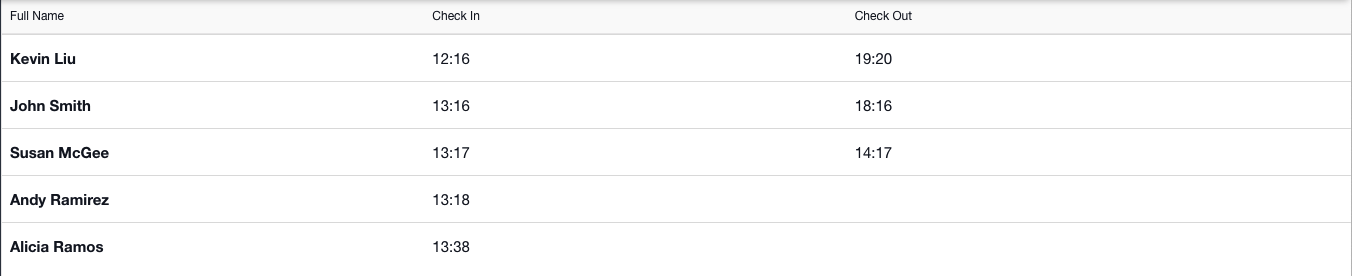 Full Name Check In Check Out
Kevin Liu 12:16 19:20
John Smith 13:16 18:16
Susan McGee 13:17 14:17
Andy Ramirez 13:18
Alicia Ramos 13:38